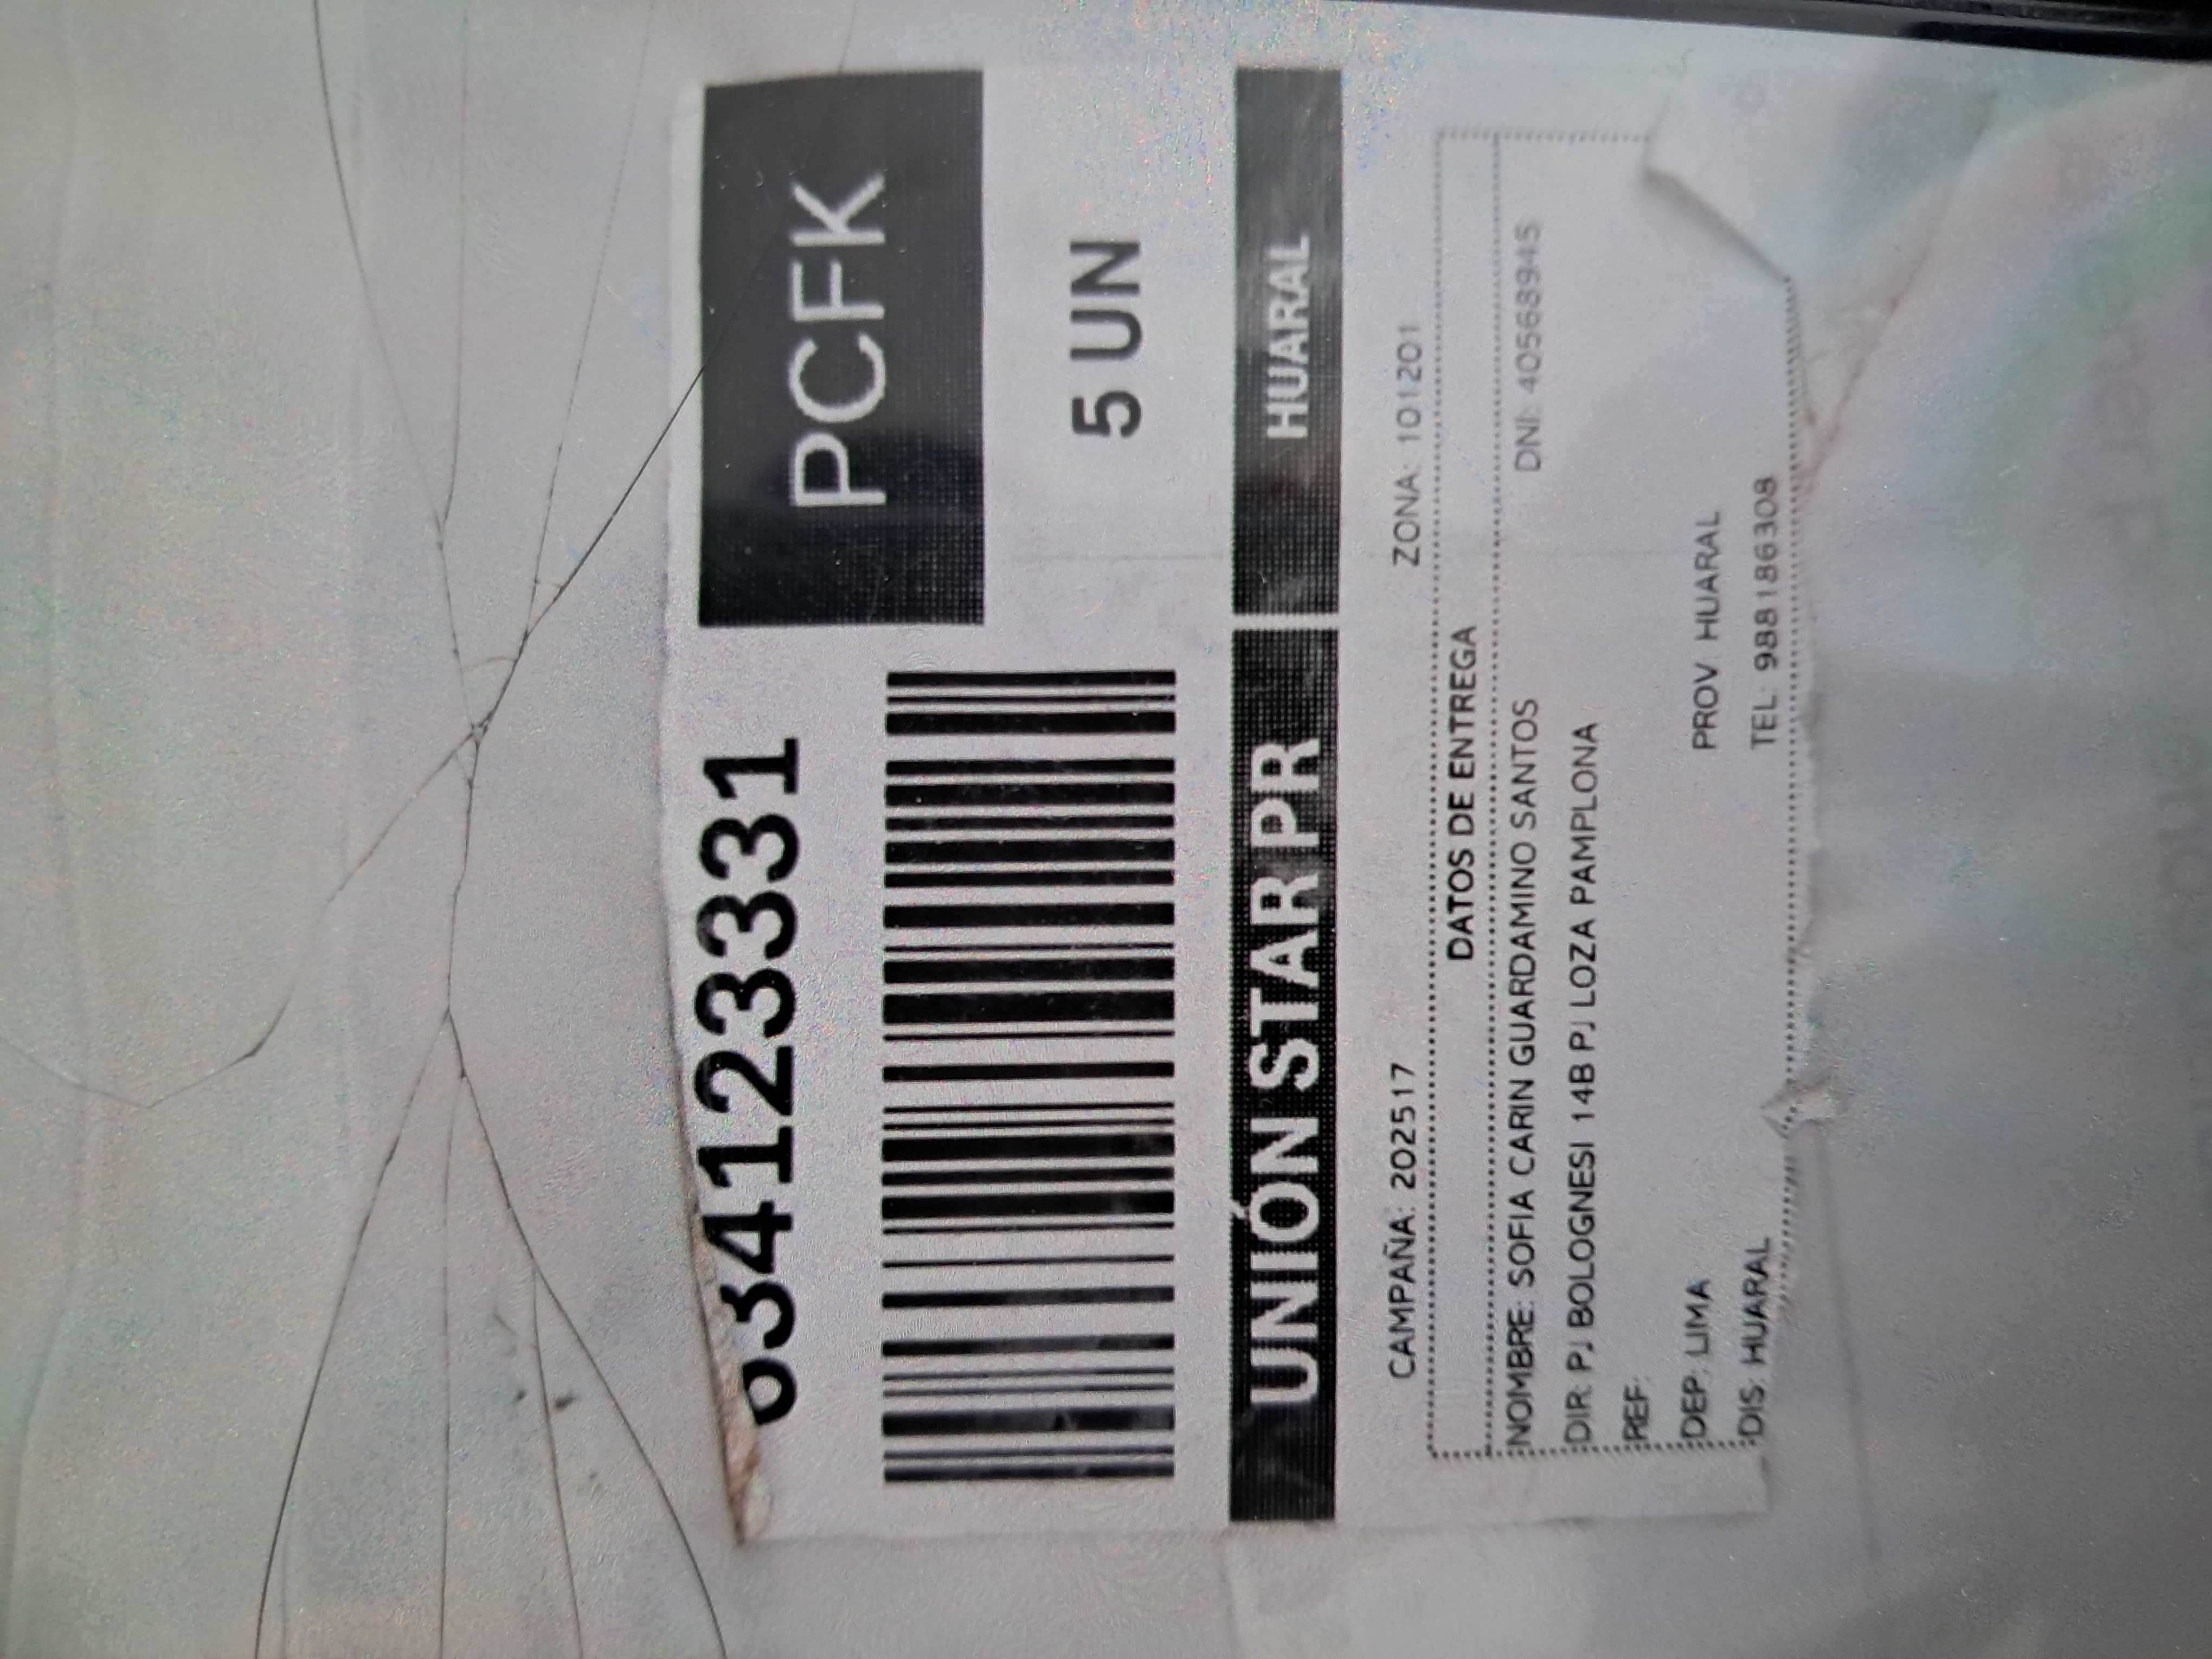 63412331
PCFK
5 UN
UNIÓN STAR PR
HUARAL
CAMPAÑA: 202517 ZONA: 101201
DATOS DE ENTREGA
NOMBRE: SOFIA CARIN GUARDAMINO SANTOS DNI: 40568945
DIR: PJ BOLOGNESI 14B PJ LOZA PAMPLONA
REF:
DEP: LIMA PROV: HUARAL
DIS: HUARAL TEL: 988186308